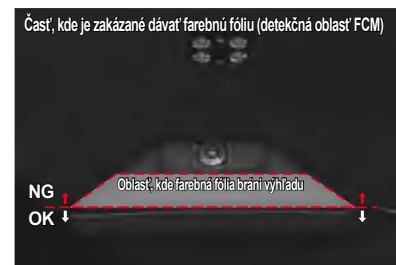 Časť, kde je zakázané dávať farebnú fóliu (detekčná oblasť FCM)
Oblasť, kde farebná fólia bráni výhľadu
NG
OK